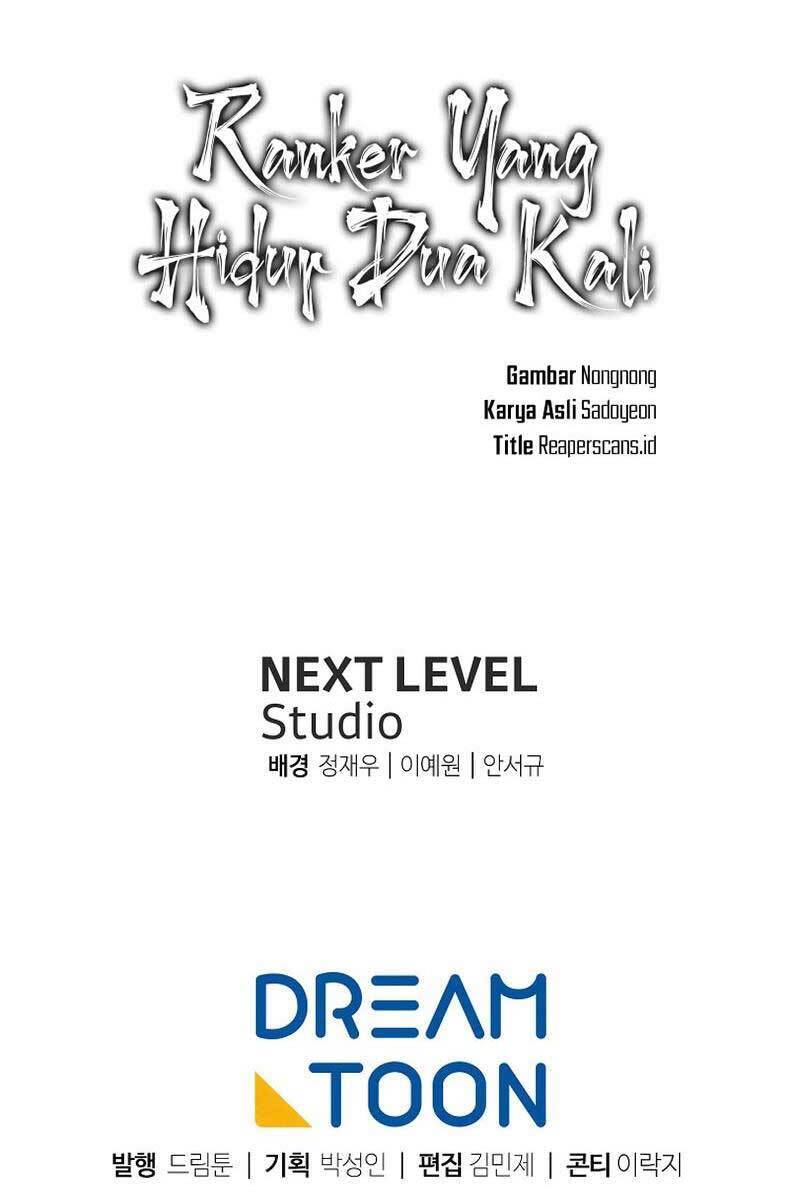 Ranker Yang
Hidup Dua Kali
Gambar Nongnong
Karya Asli Sadoyeon
Title Reaperscans.id
NEXT LEVEL
Studio
배경 정재우 | 이예원 | 안서규
DREAM
TOON
발행 드림툰 | 기획 박성인 | 편집 김민제 | 콘티 이락지